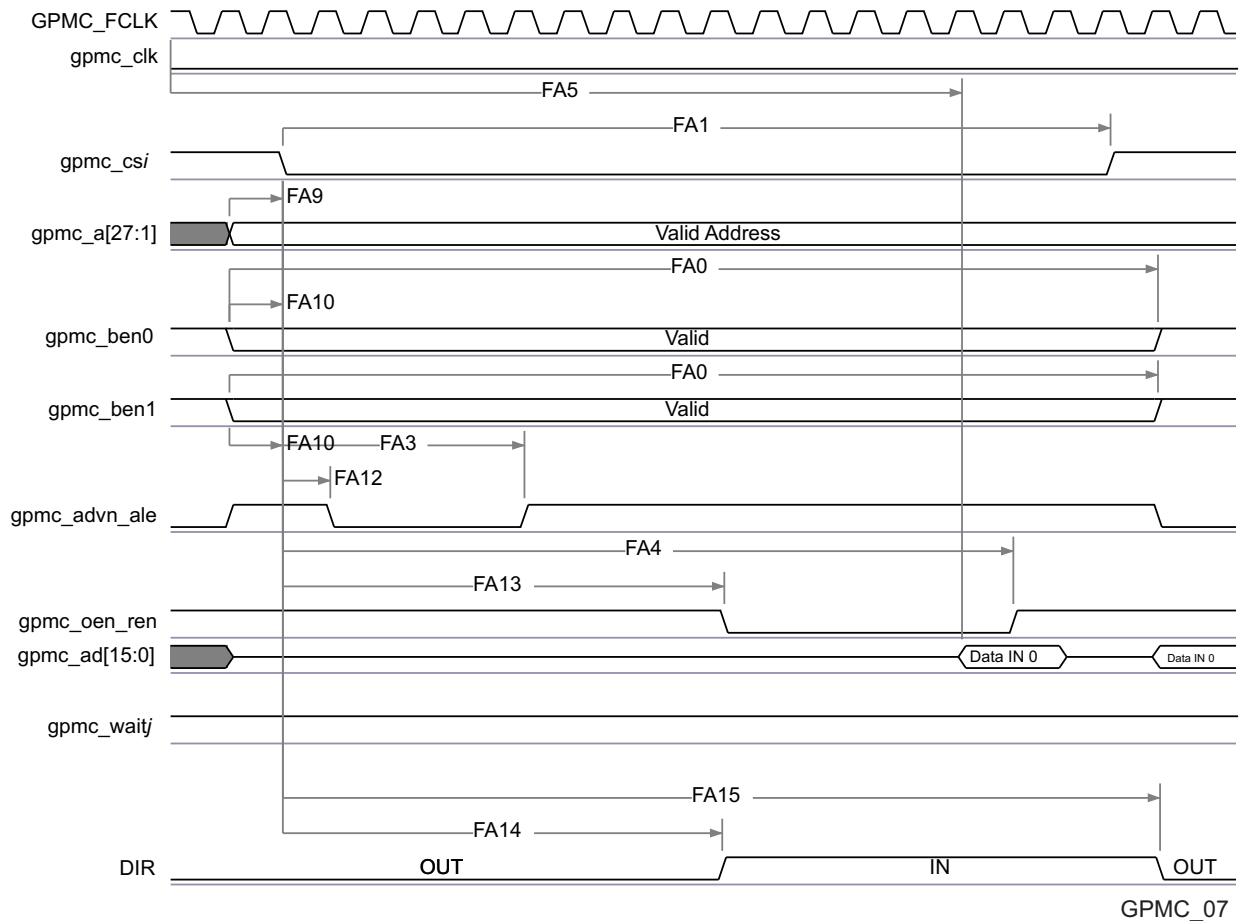 GPMC_FCLK
gpmc_clk
FA5
FA1
gpmc_csi
FA9
gpmc_a[27:1]
Valid Address
FA0
FA10
gpmc_ben0
Valid
FA0
gpmc_ben1
Valid
FA10
FA3
FA12
gpmc_advn_ale
FA4
FA13
gpmc_oen_ren
gpmc_ad[15:0]
Data IN 0
Data IN 0
gpmc_waitj
FA15
FA14
DIR
OUT
IN
OUT
GPMC_07